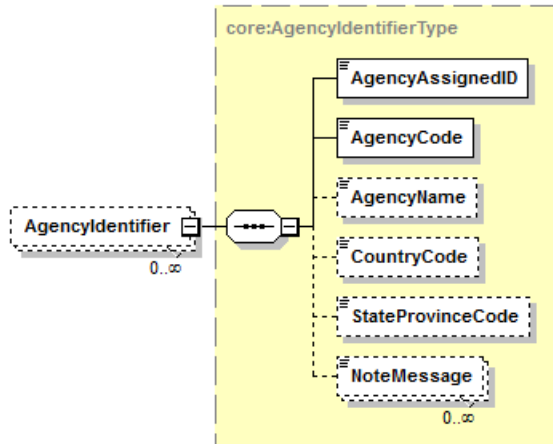 core:AgencyIdentifierType
AgencyAssignedID
AgencyCode
AgencyName
AgencyIdentifier
0..∞
CountryCode
StateProvinceCode
NoteMessage
0..∞